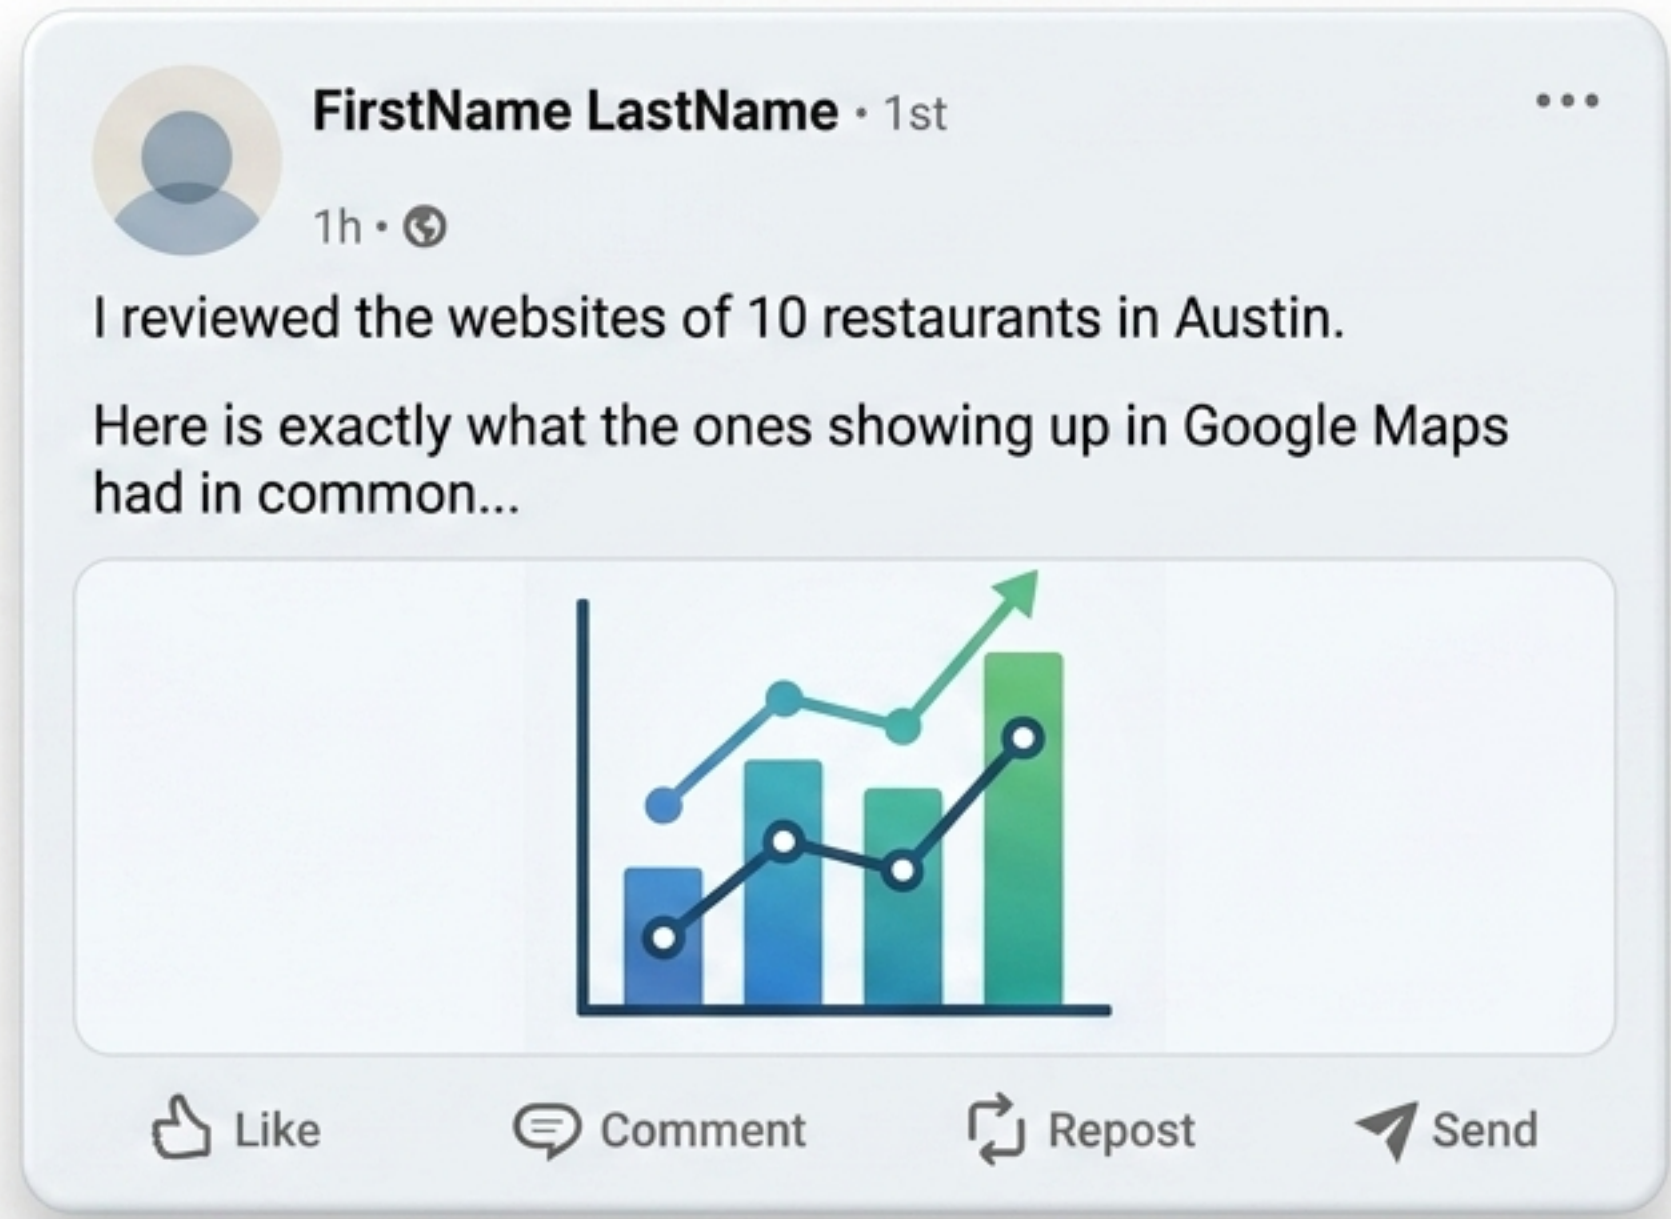 FirstName LastName • 1st
1h •
I reviewed the websites of 10 restaurants in Austin.
Here is exactly what the ones showing up in Google Maps
had in common...
Like Comment Repost Send